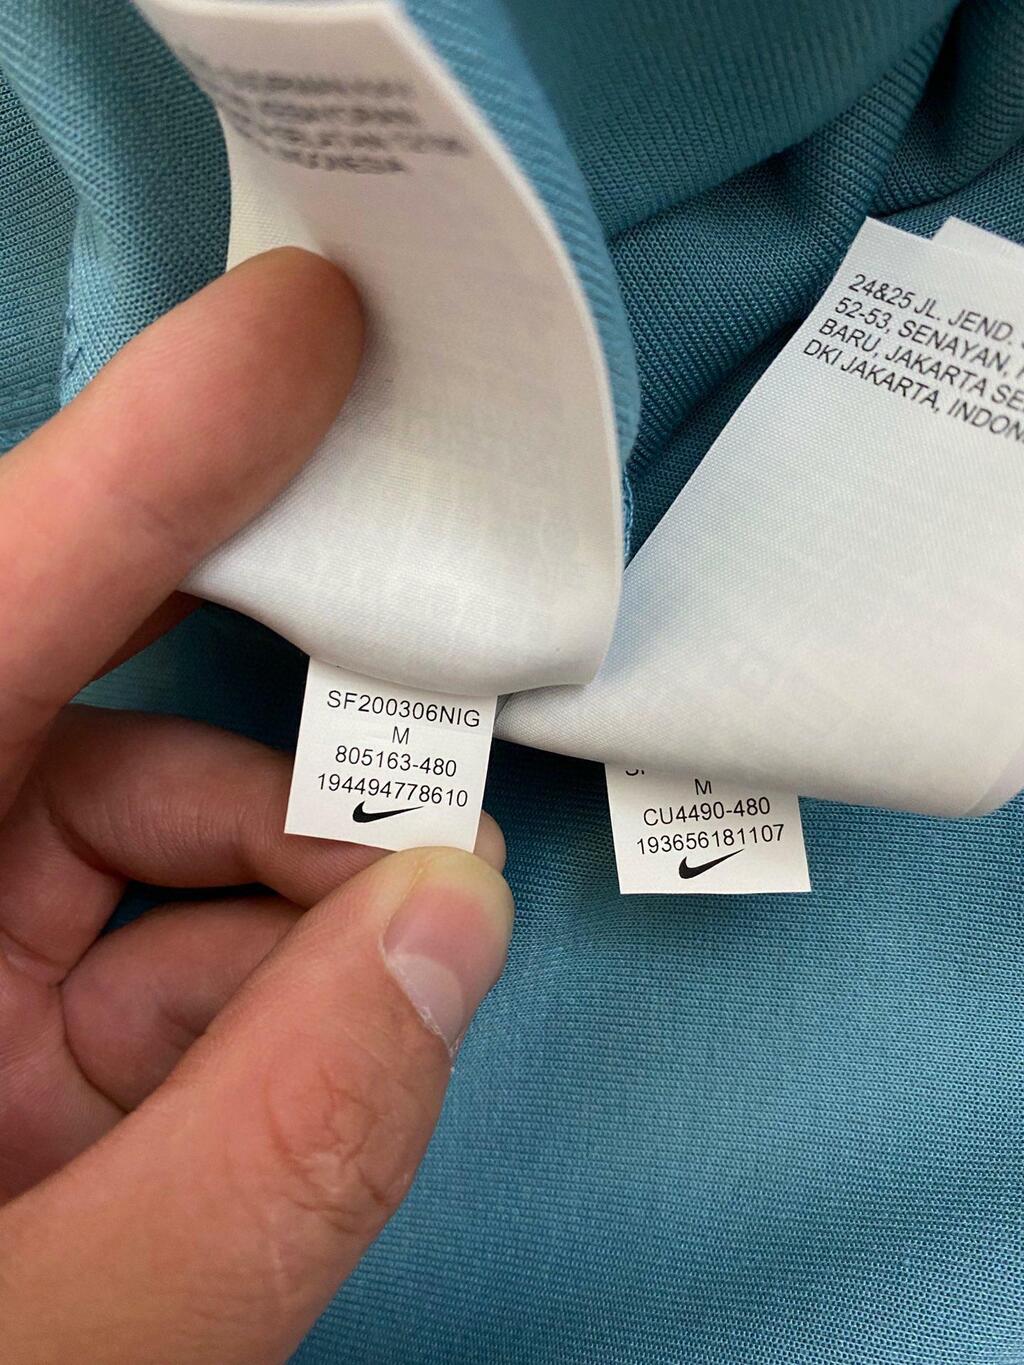 INDONESIA
24&25 JL. JEND.
52-53, SENAYAN,
BARU, JAKARTA SE
DKI JAKARTA, INDON
SF200306NIG
M
805163-480
194494778610
M
CU4490-480
193656181107